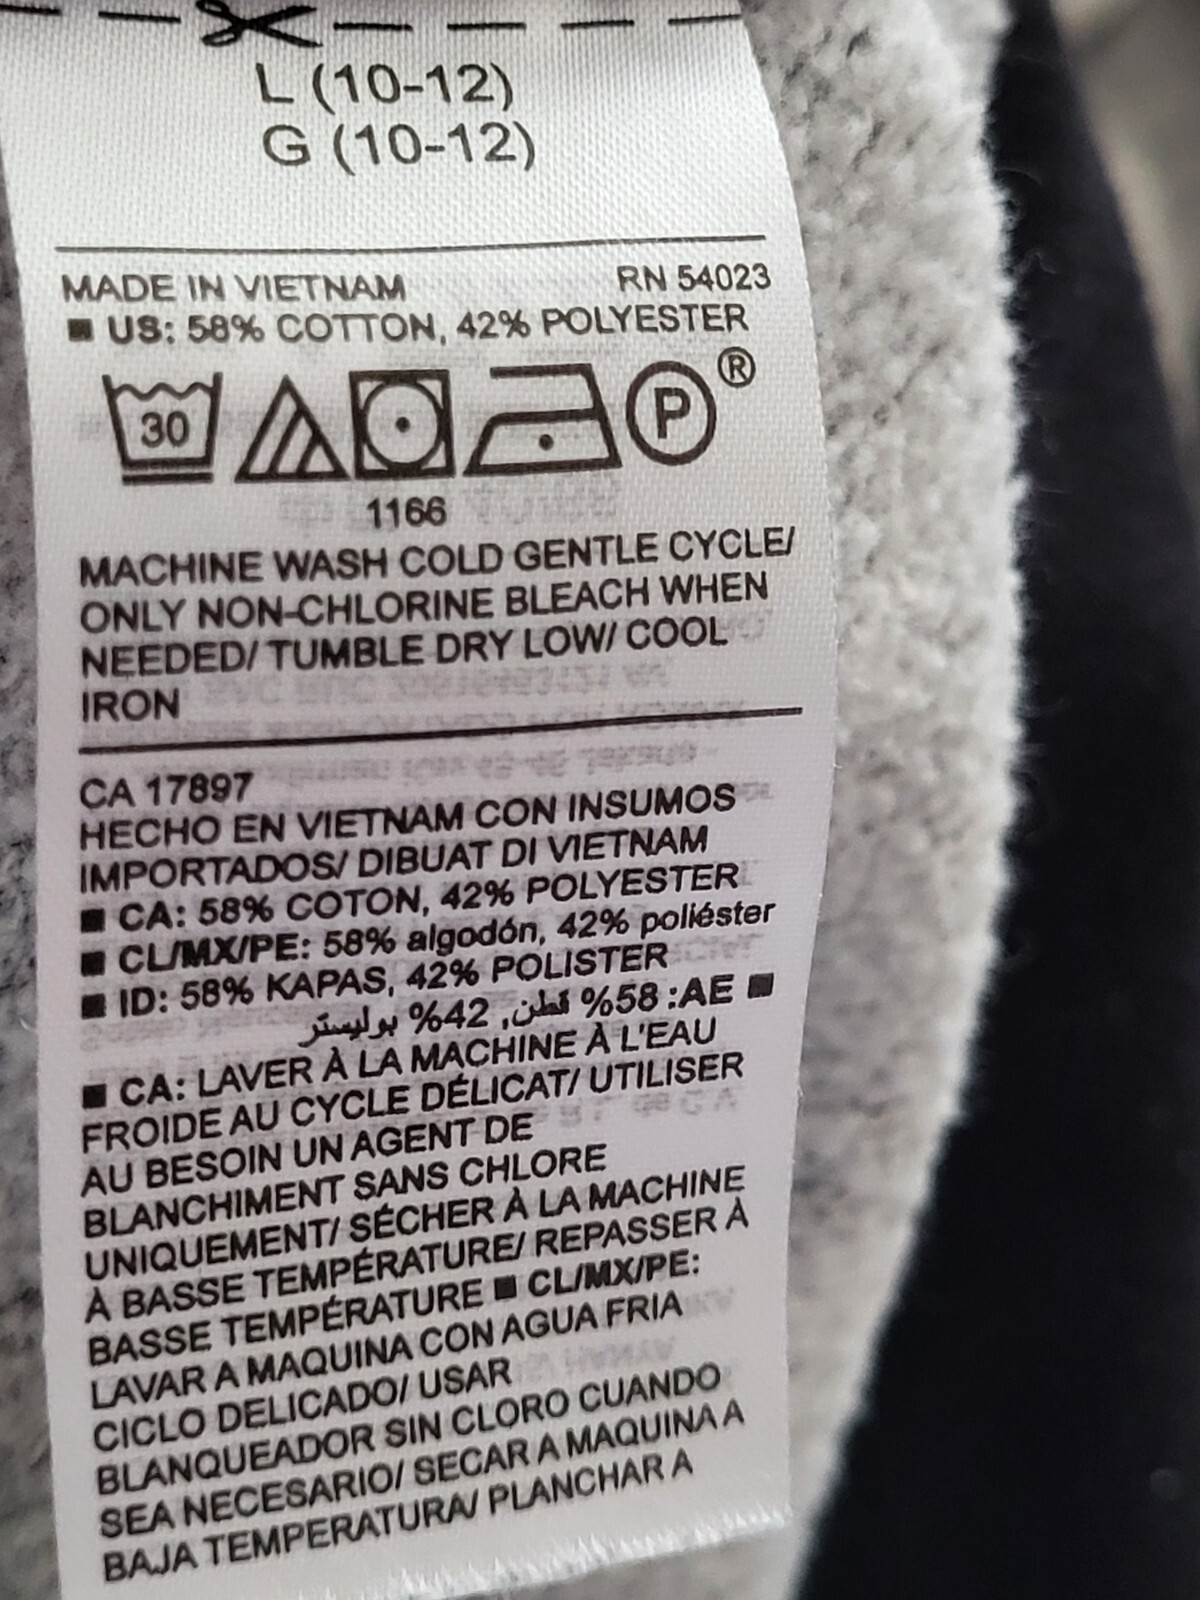 L (10-12)
G (10-12)
MADE IN VIETNAM RN 54023
■ US: 58% COTTON, 42% POLYESTER
30 P ®
1166
MACHINE WASH COLD GENTLE CYCLE/
ONLY NON-CHLORINE BLEACH WHEN
NEEDED/ TUMBLE DRY LOW/ COOL
IRON
CA 17897
HECHO EN VIETNAM CON INSUMOS
IMPORTADOS/ DIBUAT DI VIETNAM
■ CA: 58% COTON, 42% POLYESTER
■ CL/MX/PE: 58% algodón, 42% poliéster
■ ID: 58% KAPAS, 42% POLISTER
■ AE: 58% قطن, 42% بوليستر
■ CA: LAVER À LA MACHINE À L'EAU
FROIDE AU CYCLE DÉLICAT/ UTILISER
AU BESOIN UN AGENT DE
BLANCHIMENT SANS CHLORE
UNIQUEMENT/ SÉCHER À LA MACHINE
À BASSE TEMPÉRATURE/ REPASSER À
BASSE TEMPÉRATURE ■ CL/MX/PE:
LAVAR A MAQUINA CON AGUA FRIA
CICLO DELICADO/ USAR
BLANQUEADOR SIN CLORO CUANDO
SEA NECESARIO/ SECAR A MAQUINA A
BAJA TEMPERATURA/ PLANCHAR A